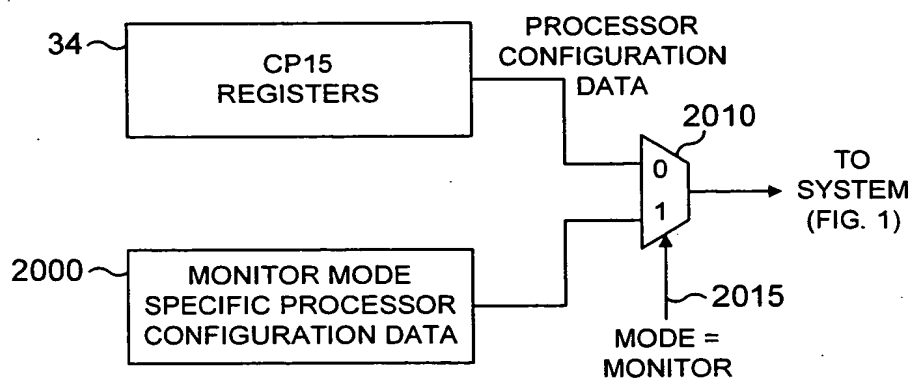 34
CP15
REGISTERS
PROCESSOR
CONFIGURATION
DATA
2010
0
1
TO
SYSTEM
(FIG. 1)
2000
MONITOR MODE
SPECIFIC PROCESSOR
CONFIGURATION DATA
2015
MODE =
MONITOR